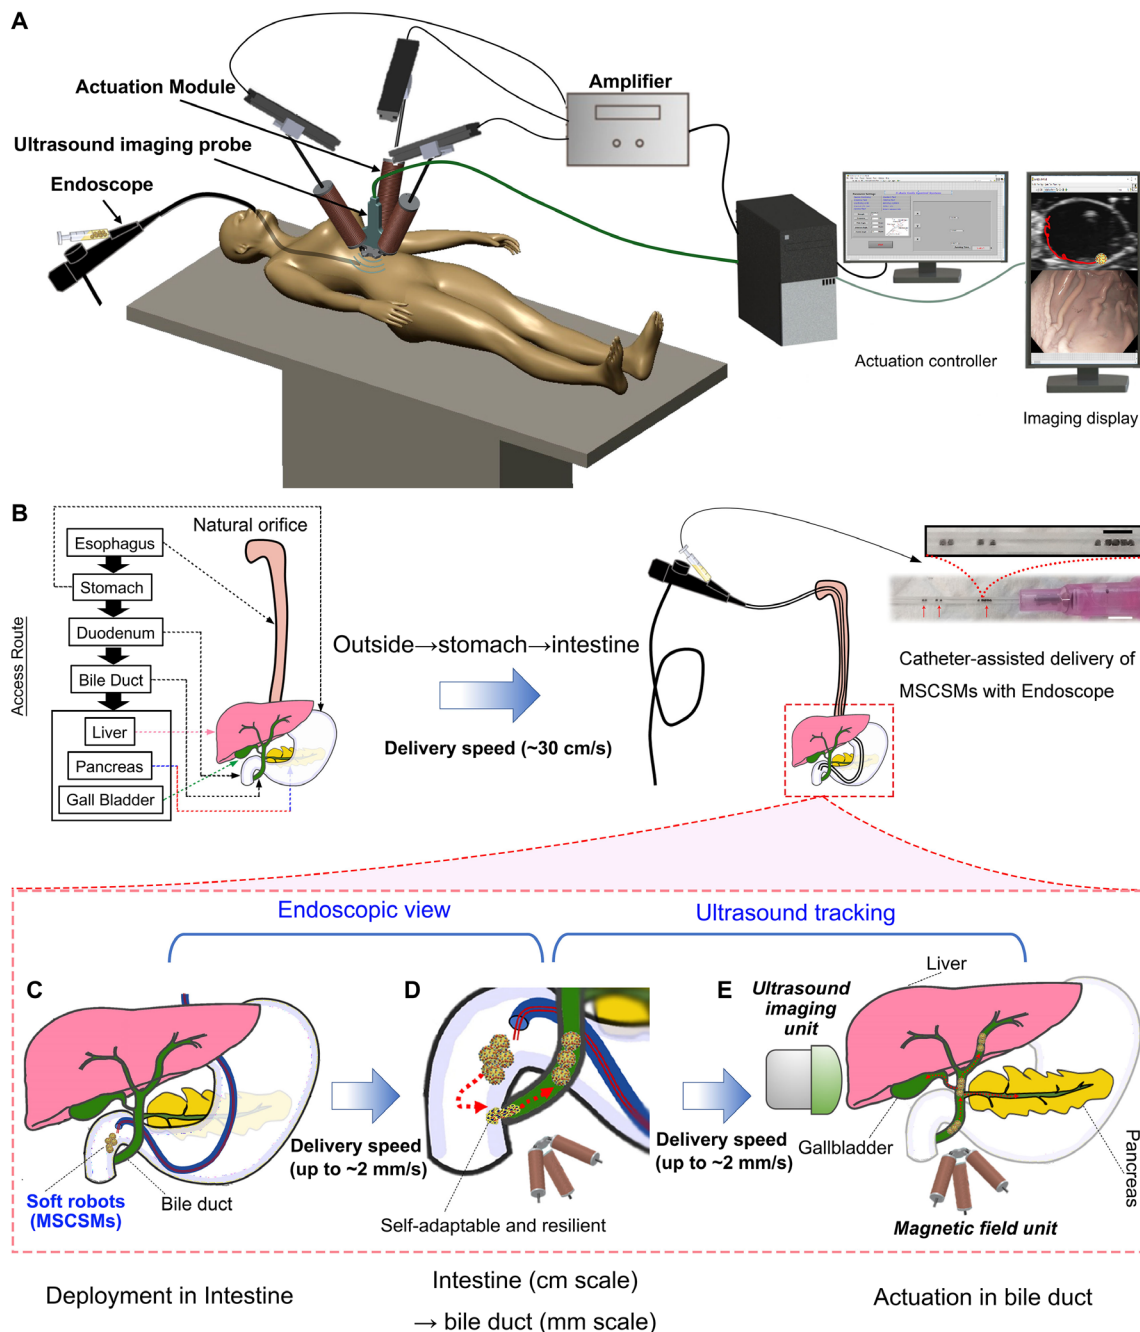 A
Actuation Module
Ultrasound imaging probe
Endoscope
Amplifier
Actuation controller
Imaging display
B
Natural orifice
Access Route
Esophagus
Stomach
Duodenum
Bile Duct
Liver
Pancreas
Gall Bladder
Outside→stomach→intestine
Delivery speed (~30 cm/s)
Catheter-assisted delivery of
MSCSMs with Endoscope
Endoscopic view
Ultrasound tracking
C
Soft robots
(MSCSMs)
Bile duct
Delivery speed
(up to ~2 mm/s)
D
Self-adaptable and resilient
Delivery speed
(up to ~2 mm/s)
E
Ultrasound
imaging
unit
Liver
Gallbladder
Pancreas
Magnetic field unit
Deployment in Intestine
Intestine (cm scale)
→ bile duct (mm scale)
Actuation in bile duct